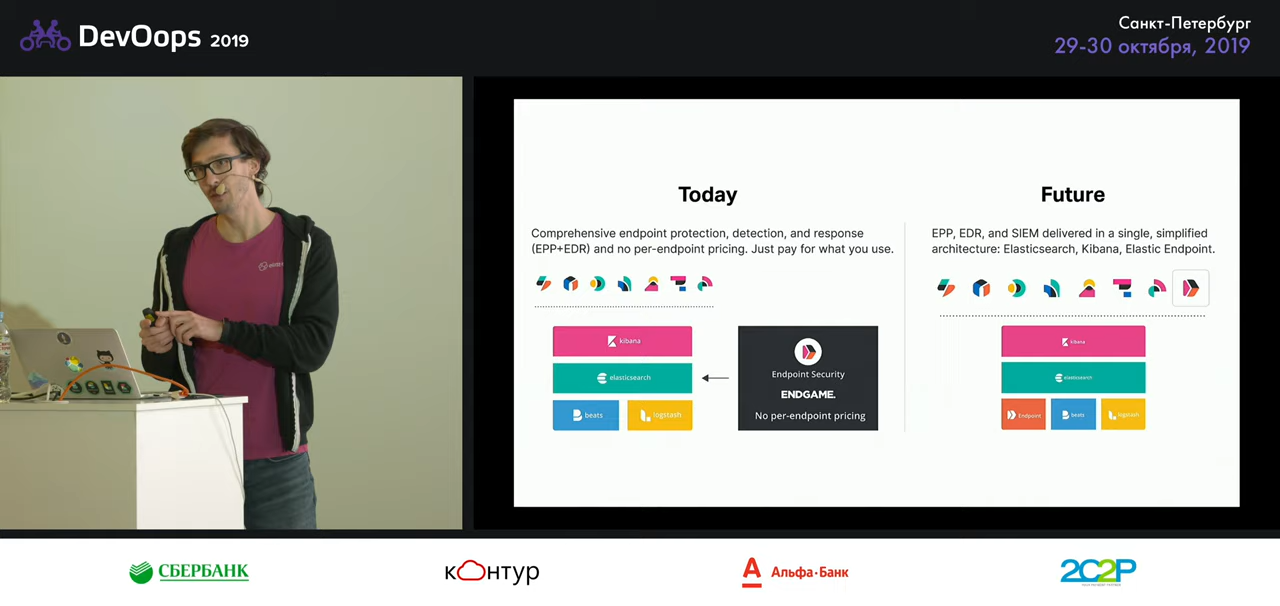 DevOops 2019
Санкт-Петербург
29-30 октября, 2019
elastic
Today
Comprehensive endpoint protection, detection, and response
(EPP+EDR) and no per-endpoint pricing. Just pay for what you use.
kibana
elasticsearch
beats
logstash
Endpoint Security
ENDGAME.
No per-endpoint pricing
Future
EPP, EDR, and SIEM delivered in a single, simplified
architecture: Elasticsearch, Kibana, Elastic Endpoint.
kibana
elasticsearch
Endpoint
beats
logstash
СБЕРБАНК
кОнтур
Альфа·Банк
2C2P